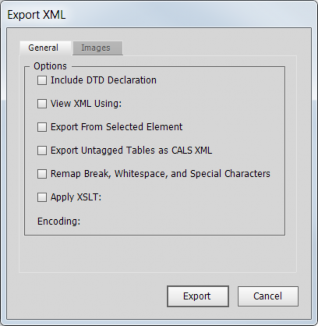 Export XML
General Images
Options
Include DTD Declaration
View XML Using:
Export From Selected Element
Export Untagged Tables as CALS XML
Remap Break, Whitespace, and Special Characters
Apply XSLT:
Encoding:
Export Cancel